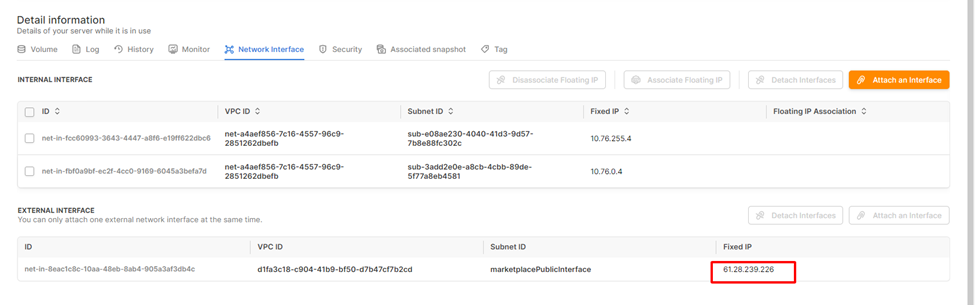 Detail information
Details of your server while it is in use
Volume Log History Monitor Network Interface Security Associated snapshot Tag
INTERNAL INTERFACE Disassociate Floating IP Associate Floating IP Detach Interfaces Attach an Interface
ID VPC ID Subnet ID Fixed IP Floating IP Association
net-in-fcc60993-3643-4447-a8f6-e19ff622dbc6 net-a4aef856-7c16-4557-96c9- sub-e08ae230-4040-41d3-9d57- 10.76.255.4
2851262dbefb 7b8e88fc302c
net-in-fbf0a9bf-ec2f-4cc0-9169-6045a3befa7d net-a4aef856-7c16-4557-96c9- sub-3add2e0e-a8cb-4cbb-89de- 10.76.0.4
2851262dbefb 5f77a8eb4581
EXTERNAL INTERFACE
You can only attach one external network interface at the same time. Detach Interfaces Attach an Interface
ID VPC ID Subnet ID Fixed IP
net-in-8eac1c8c-10aa-48eb-8ab4-905a3af3db4c d1fa3c18-c904-41b9-bf50-d7b47cf7b2cd marketplacePublicInterface 61.28.239.226